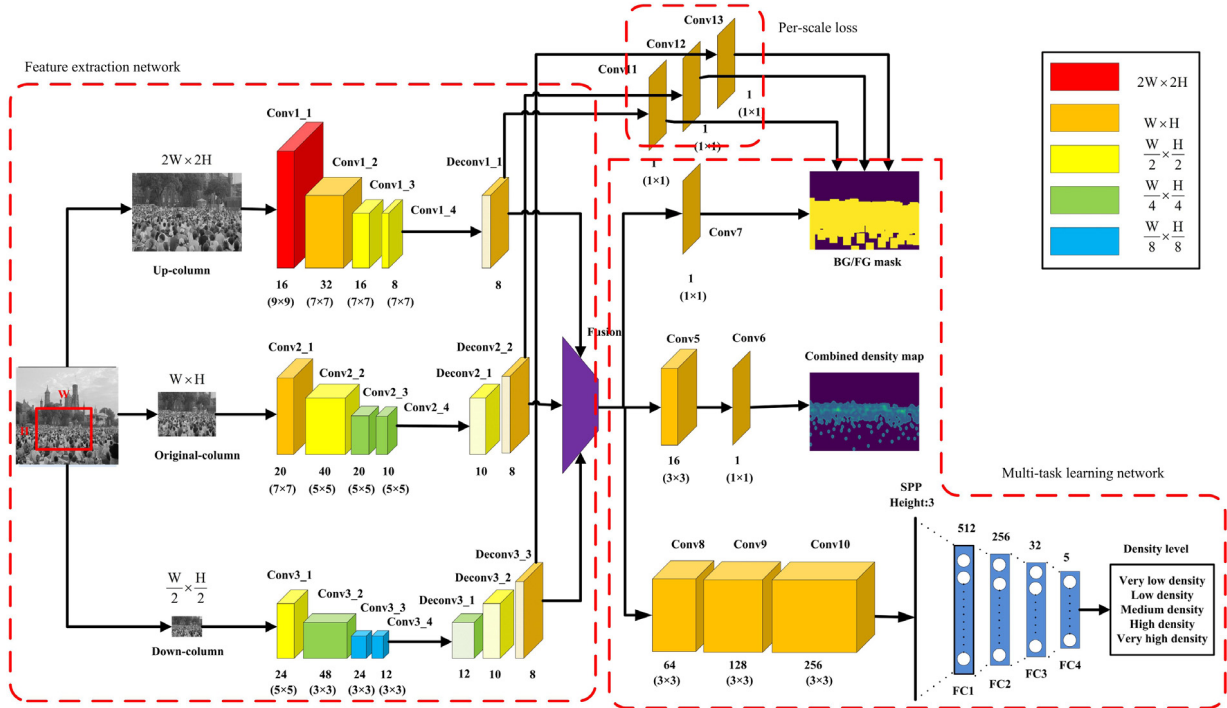 Feature extraction network
Per-scale loss
Conv13
Conv12
Conv11
1
(1×1
1
(1×1)
1
(1×1)
2W×2H
W×H
W/2 × H/2
W/4 × H/4
W/8 × H/8
2W×2H
Up-column
Conv1_1
Conv1_2
Conv1_3
Conv1_4
Deconv1_1
16
(9×9)
32
(7×7)
16
(7×7)
8
(7×7)
8
Conv7
1
(1×1)
BG/FG mask
W
H
W×H
Original-column
Conv2_1
Conv2_2
Conv2_3
Conv2_4
Deconv2_1
Deconv2_2
20
(7×7)
40
(5×5)
20
(5×5)
10
(5×5)
10
8
Fusion
Conv5
Conv6
16
(3×3)
1
(1×1)
Combined density map
W/2 × H/2
Down-column
Conv3_1
Conv3_2
Conv3_3
Conv3_4
Deconv3_1
Deconv3_2
Deconv3_3
24
(5×5)
48
(3×3)
24
(3×3)
12
(3×3)
12
10
8
Multi-task learning network
Conv8
Conv9
Conv10
64
(3×3)
128
(3×3)
256
(3×3)
SPP
Height:3
512
256
32
5
FC1
FC2
FC3
FC4
Density level
Very low density
Low density
Medium density
High density
Very high density